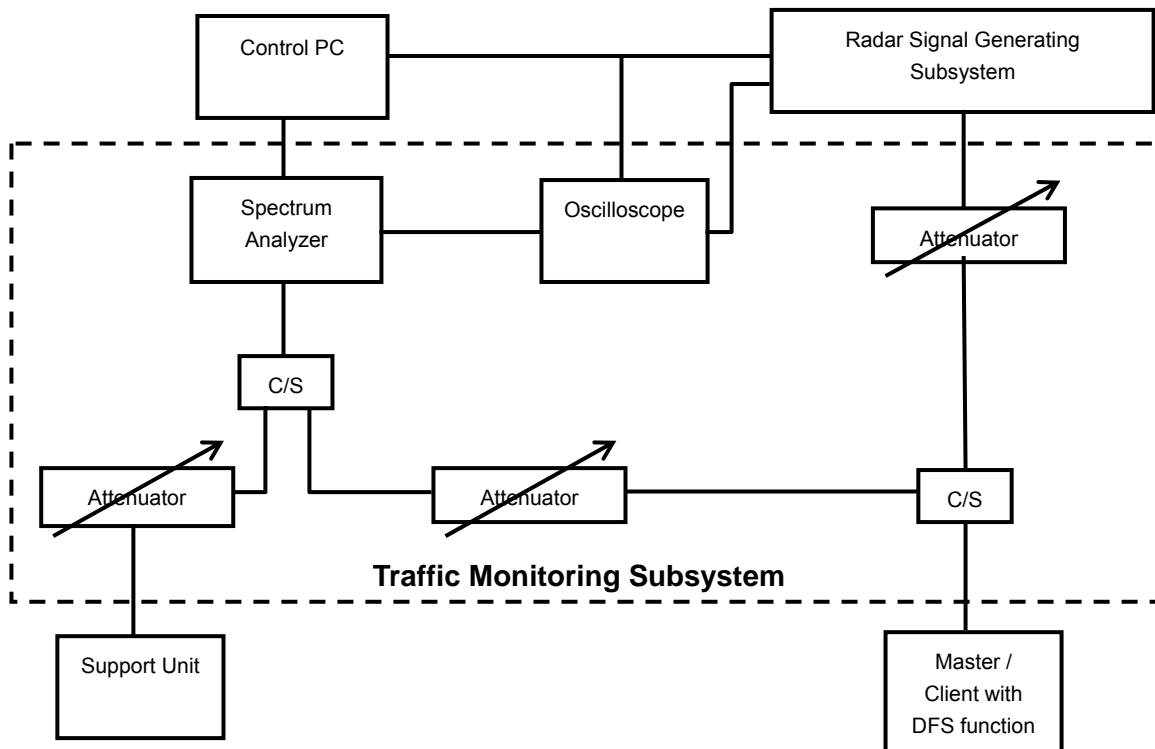 Control PC
Radar Signal Generating
Subsystem
Spectrum
Analyzer
Oscilloscope
Attenuator
C/S
Attenuator
Attenuator
C/S
Traffic Monitoring Subsystem
Support Unit
Master /
Client with
DFS function